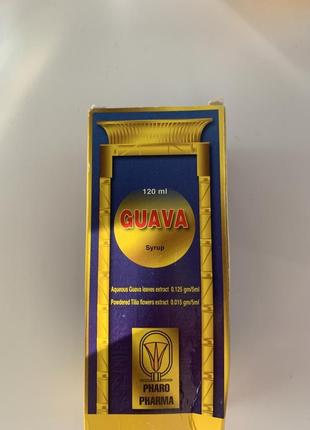 120 ml
GUAVA
Syrup
Aqueous Guava leaves extract 0.125 gm/5ml
Powdered Tilia flowers extract 0.015 gm/5ml
PHARO
PHARMA